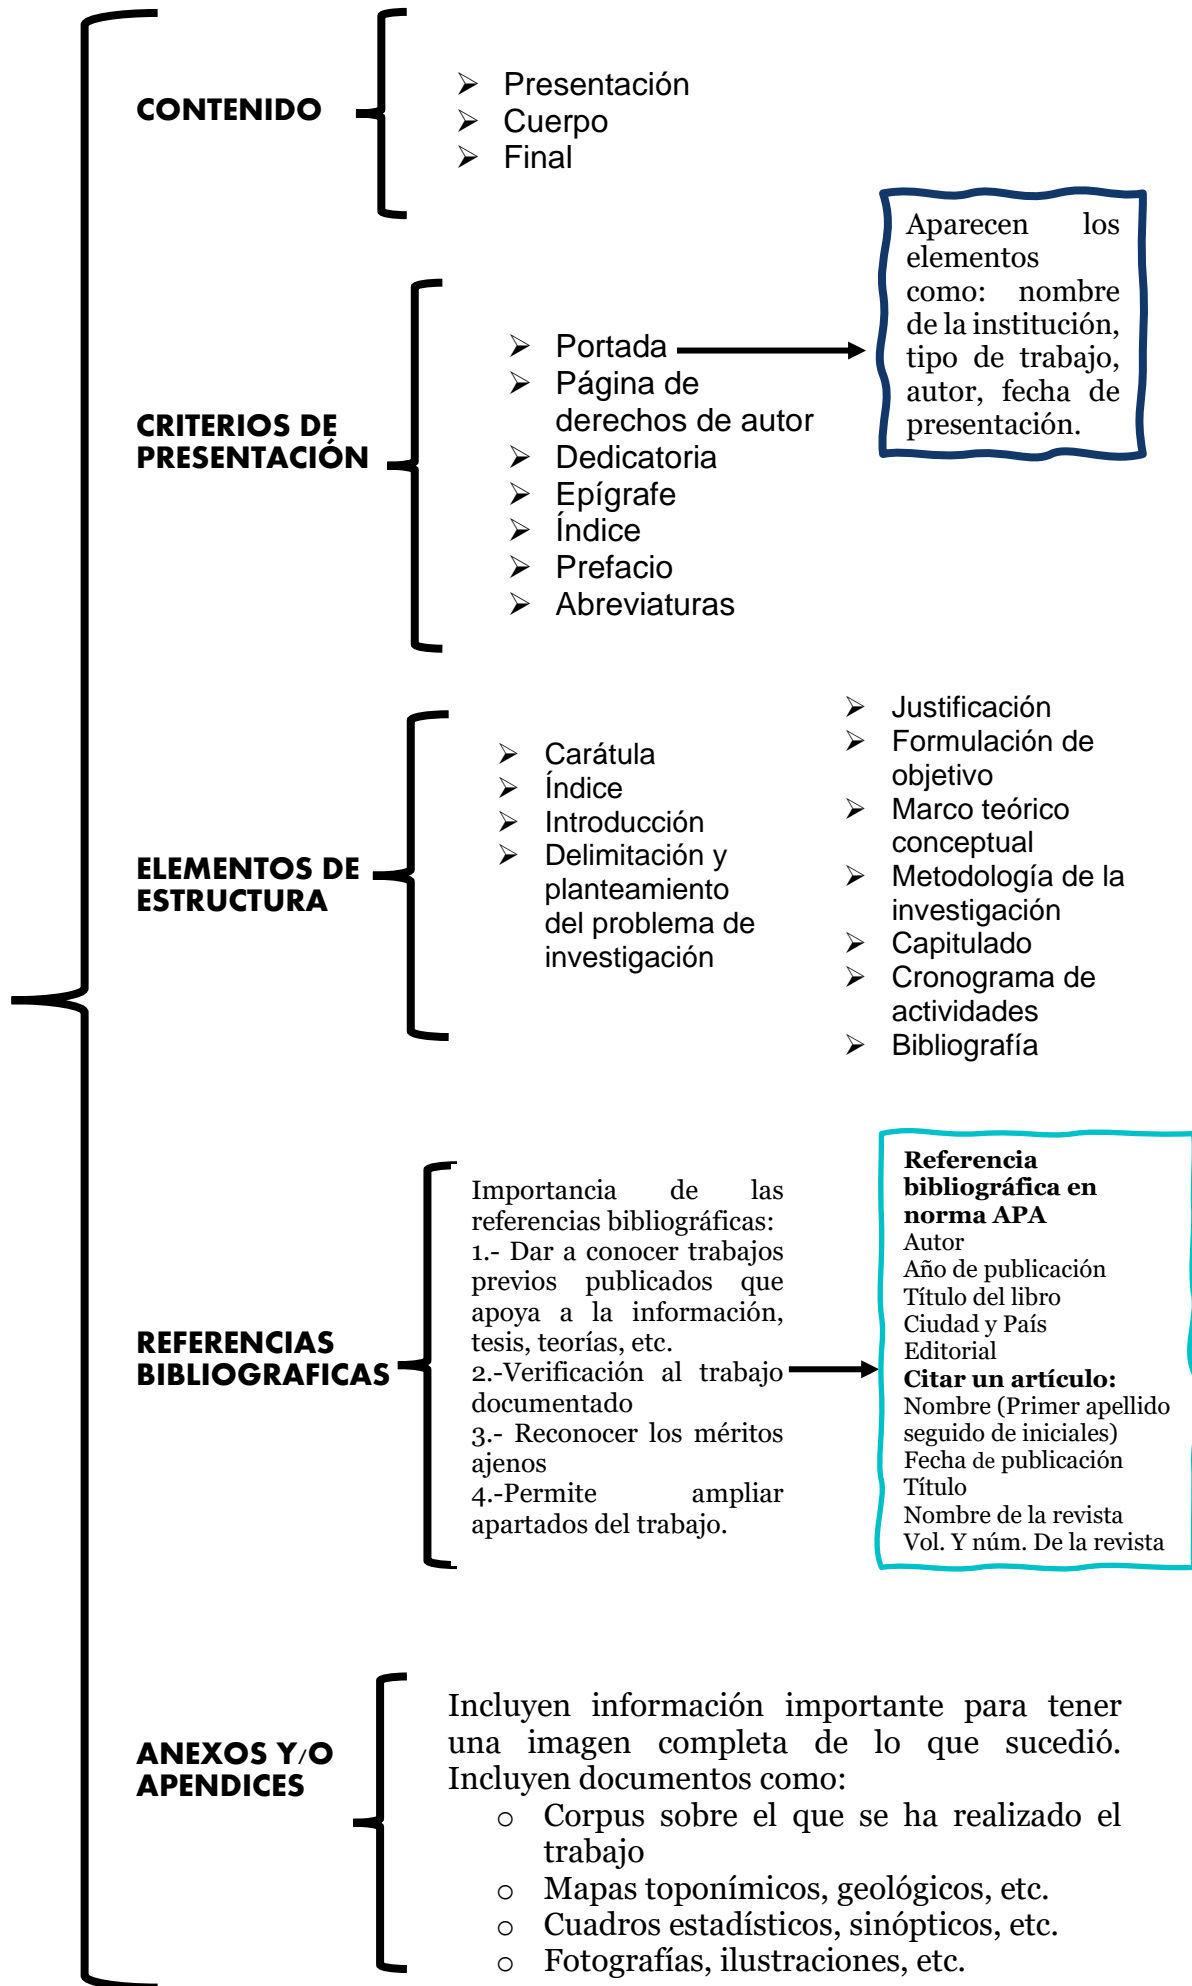 CONTENIDO
➢ Presentación
➢ Cuerpo
➢ Final
CRITERIOS DE
PRESENTACIÓN
➢ Portada
➢ Página de
derechos de autor
➢ Dedicatoria
➢ Epígrafe
➢ Índice
➢ Prefacio
➢ Abreviaturas
Aparecen los
elementos
como: nombre
de la institución,
tipo de trabajo,
autor, fecha de
presentación.
ELEMENTOS DE
ESTRUCTURA
➢ Carátula
➢ Índice
➢ Introducción
➢ Delimitación y
planteamiento
del problema de
investigación
➢ Justificación
➢ Formulación de
objetivo
➢ Marco teórico
conceptual
➢ Metodología de la
investigación
➢ Capitulado
➢ Cronograma de
actividades
➢ Bibliografía
REFERENCIAS
BIBLIOGRAFICAS
Importancia de las
referencias bibliográficas:
1.- Dar a conocer trabajos
previos publicados que
apoya a la información,
tesis, teorías, etc.
2.-Verificación al trabajo
documentado
3.- Reconocer los méritos
ajenos
4.-Permite ampliar
apartados del trabajo.
Referencia
bibliográfica en
norma APA
Autor
Año de publicación
Título del libro
Ciudad y País
Editorial
Citar un artículo:
Nombre (Primer apellido
seguido de iniciales)
Fecha de publicación
Título
Nombre de la revista
Vol. Y núm. De la revista
ANEXOS Y/O
APENDICES
Incluyen información importante para tener
una imagen completa de lo que sucedió.
Incluyen documentos como:
o Corpus sobre el que se ha realizado el
trabajo
o Mapas toponímicos, geológicos, etc.
o Cuadros estadísticos, sinópticos, etc.
o Fotografías, ilustraciones, etc.